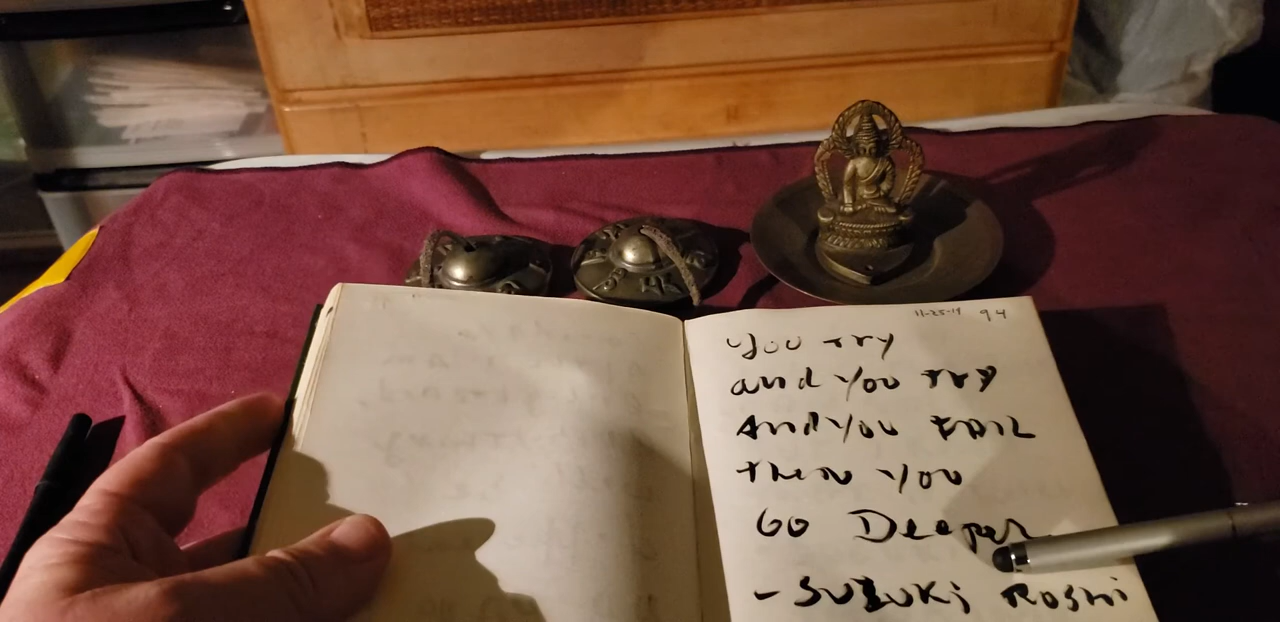 11-25-19 94
You try
and you try
And you FAIL
then you
Go Deeper
- SUZUKi Roshi